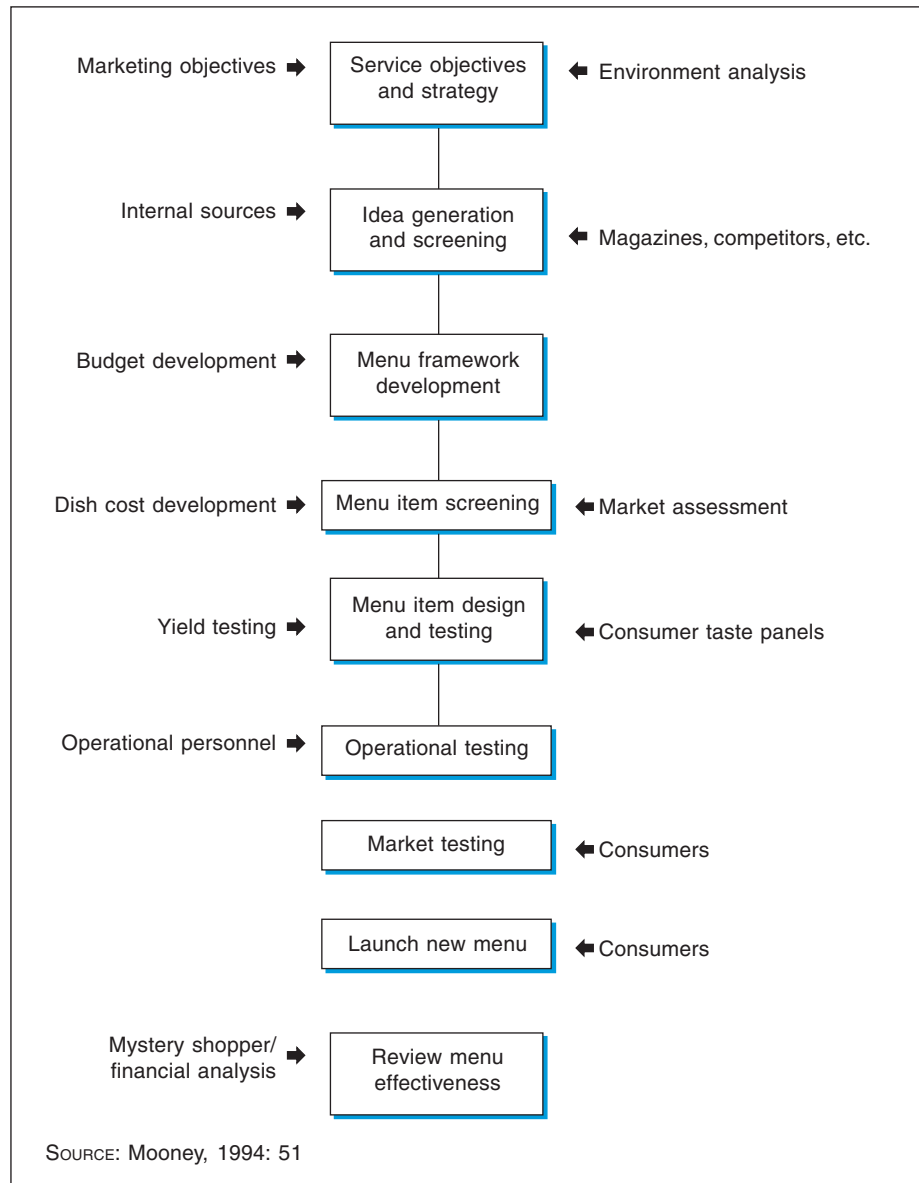 Marketing objectives
Service objectives
and strategy
Environment analysis
Internal sources
Idea generation
and screening
Magazines, competitors, etc.
Budget development
Menu framework
development
Dish cost development
Menu item screening
Market assessment
Yield testing
Menu item design
and testing
Consumer taste panels
Operational personnel
Operational testing
Market testing
Consumers
Launch new menu
Consumers
Mystery shopper/
financial analysis
Review menu
effectiveness
SOURCE: Mooney, 1994: 51